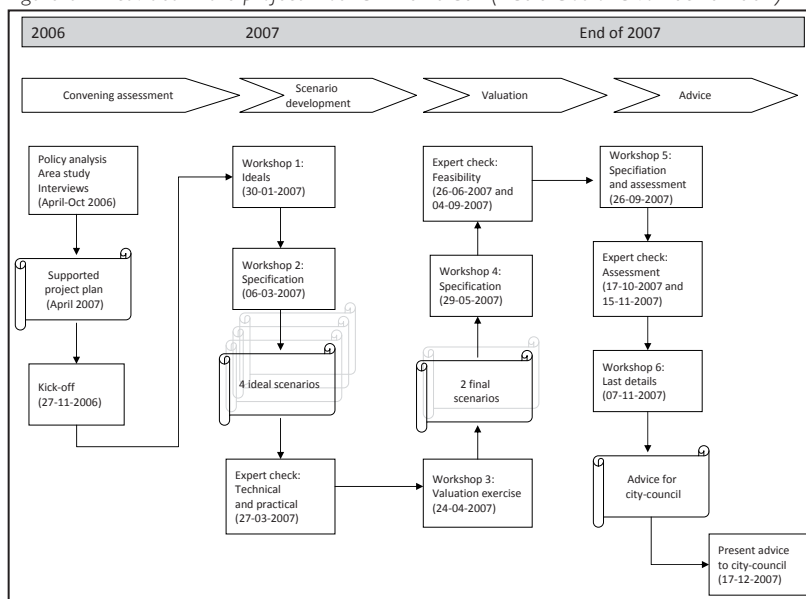 2006 2007 End of 2007
Convening assessment
Scenario
development
Valuation
Advice
Policy analysis
Area study
Interviews
(April-Oct 2006)
Supported
project plan
(April 2007)
Kick-off
(27-11-2006)
Workshop 1:
Ideals
(30-01-2007)
Workshop 2:
Specification
(06-03-2007)
4 ideal scenarios
Expert check:
Technical
and practical
(27-03-2007)
Workshop 3:
Valuation exercise
(24-04-2007)
2 final
scenarios
Workshop 4:
Specification
(29-05-2007)
Expert check:
Feasibility
(26-06-2007 and
04-09-2007)
Workshop 5:
Specifiation
and assessment
(26-09-2007)
Expert check:
Assessment
(17-10-2007 and
15-11-2007)
Workshop 6:
Last details
(07-11-2007)
Advice for
city-council
Present advice
to city-council
(17-12-2007)